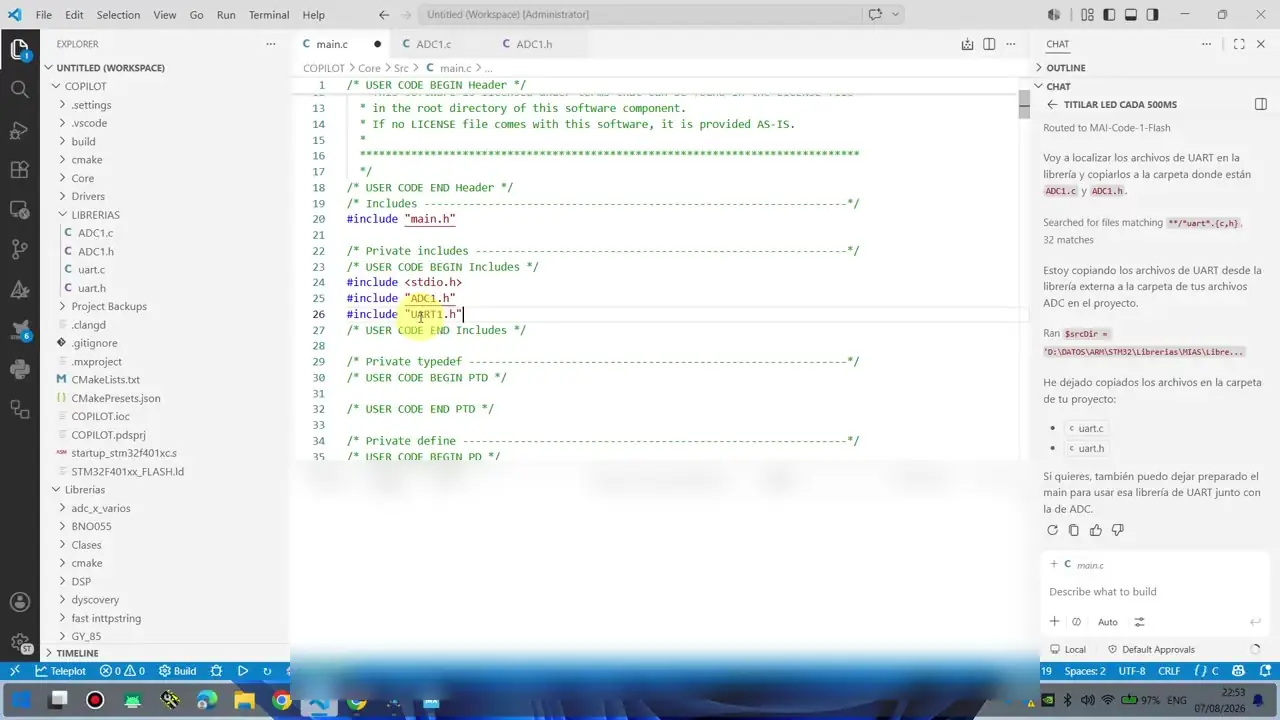 File Edit Selection View Go Run Terminal Help
Untitled (Workspace) [Administrator]
EXPLORER
UNTITLED (WORKSPACE)
COPILOT
.settings
.vscode
build
cmake
Core
Drivers
LIBRERIAS
C ADC1.c
C ADC1.h
C uart.c
C uart.h
Project Backups
.clangd
.gitignore
.mxproject
M CMakeLists.txt
{} CMakePresets.json
COPILOT.ioc
COPILOT.pdsprj
ASM startup_stm32f401xc.s
STM32F401xx_FLASH.ld
Librerias
adc_x_varios
BNO055
Clases
cmake
DSP
dyscovery
fast inttpstring
GY_85
TIMELINE
C main.c
C ADC1.c
C ADC1.h
COPILOT > Core > Src > C main.c > ...
1 /* USER CODE BEGIN Header */
13 * in the root directory of this software component.
14 * If no LICENSE file comes with this software, it is provided AS-IS.
15 *
16 ******************************************************************************
17 */
18 /* USER CODE END Header */
19 /* Includes ------------------------------------------------------------------*/
20 #include "main.h"
21
22 /* Private includes ----------------------------------------------------------*/
23 /* USER CODE BEGIN Includes */
24 #include <stdio.h>
25 #include "ADC1.h"
26 #include "UART1.h"
27 /* USER CODE END Includes */
28
29 /* Private typedef -----------------------------------------------------------*/
30 /* USER CODE BEGIN PTD */
31
32 /* USER CODE END PTD */
33
34 /* Private define ------------------------------------------------------------*/
35 /* USER CODE BEGIN PD */
CHAT
OUTLINE
CHAT
TITILAR LED CADA 500MS
Routed to MAI-Code-1-Flash
Voy a localizar los archivos de UART en la
librería y copiarlos a la carpeta donde están
ADC1.c y ADC1.h.
Searched for files matching **/*uart*.{c,h},
32 matches
Estoy copiando los archivos de UART desde la
librería externa a la carpeta de tus archivos
ADC en el proyecto.
Ran $srcDir =
'D:\DATOS\ARM\STM32\Librerias\MIAS\Libre...
He dejado copiados los archivos en la carpeta
de tu proyecto:
• C uart.c
• C uart.h
Si quieres, también puedo dejar preparado el
main para usar esa librería de UART junto con
la de ADC.
+ C main.c
Describe what to build
Auto
Local Default Approvals
Teleplot 0 0 Build
19 Spaces: 2 UTF-8 CRLF {} C
97% ENG
22:53
07/08/2026